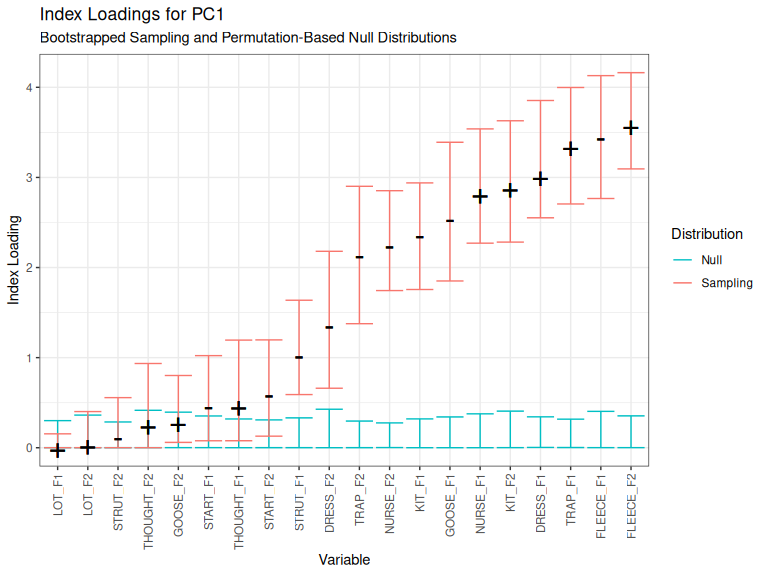 Index Loadings for PC1
Bootstrapped Sampling and Permutation-Based Null Distributions
Index Loading
4
3
2
1
0
LOT_F1
LOT_F2
STRUT_F2
THOUGHT_F2
GOOSE_F2
START_F1
THOUGHT_F1
START_F2
STRUT_F1
DRESS_F2
TRAP_F2
NURSE_F2
KIT_F1
GOOSE_F1
NURSE_F1
KIT_F2
DRESS_F1
TRAP_F1
FLEECE_F1
FLEECE_F2
Variable
Distribution
Null
Sampling